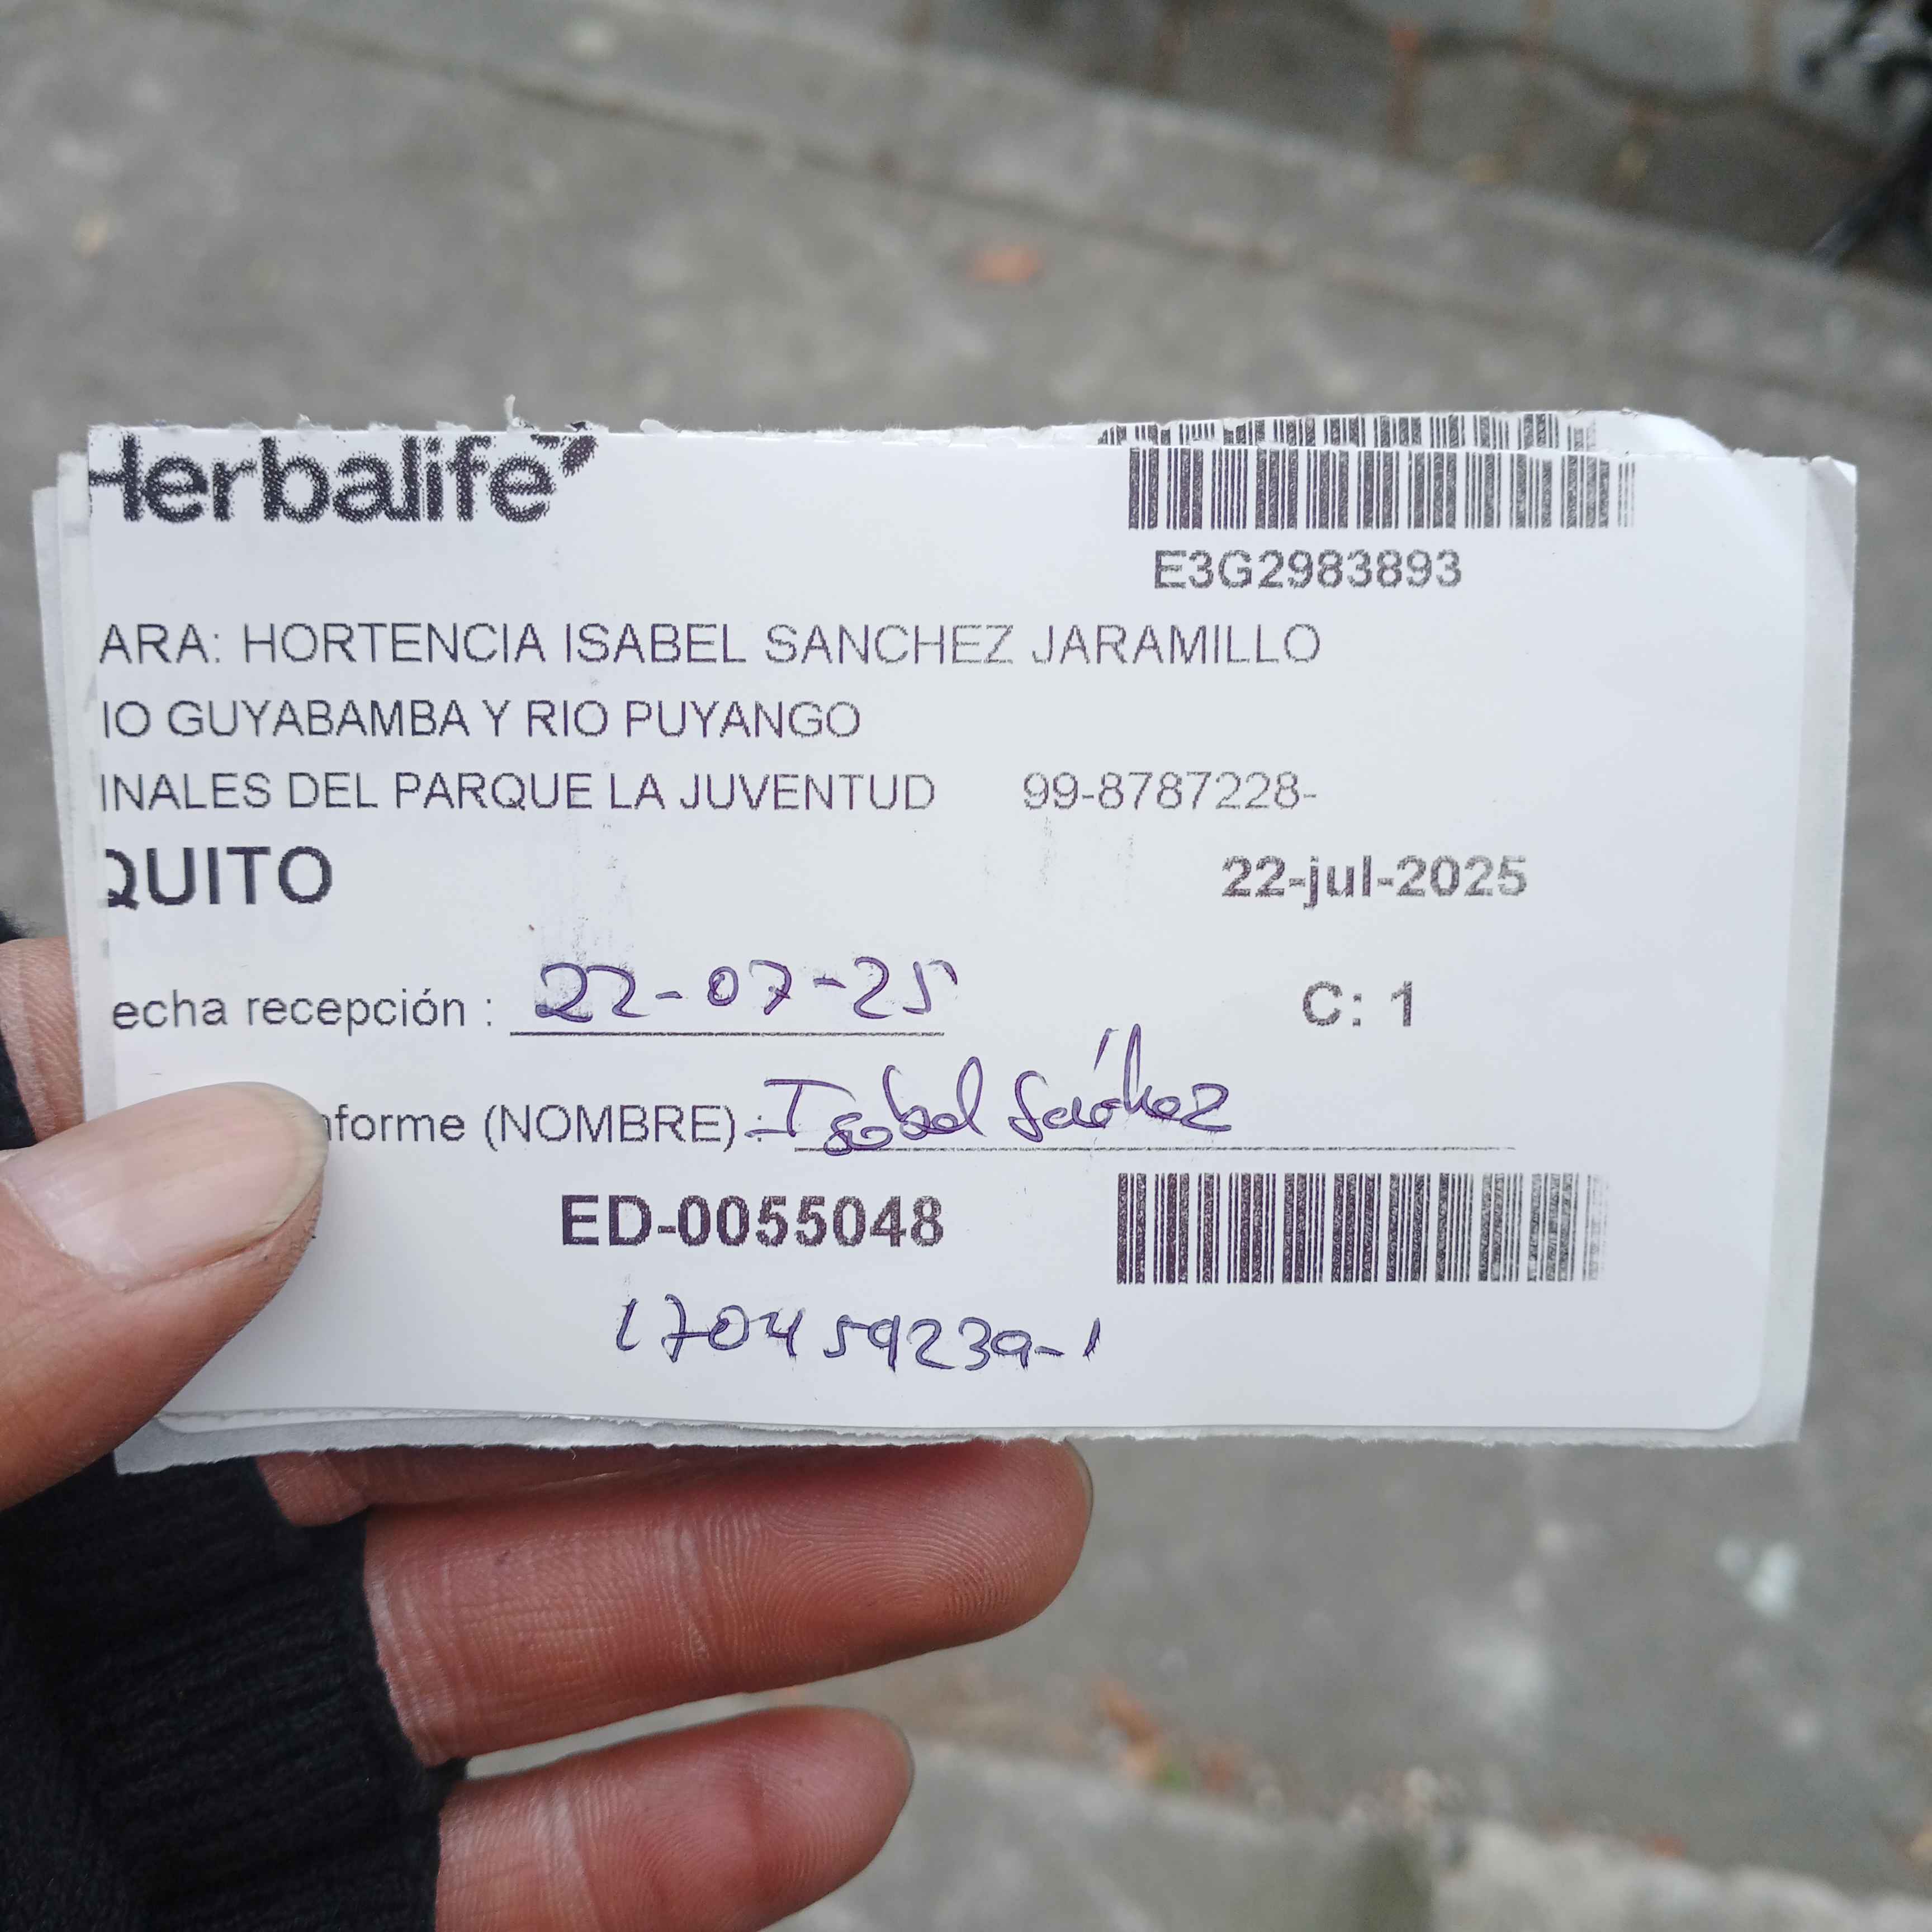 Herbalife
E3G2983893
ARA: HORTENCIA ISABEL SANCHEZ JARAMILLO
IO GUYABAMBA Y RIO PUYANGO
INALES DEL PARQUE LA JUVENTUD 99-8787228-
QUITO 22-jul-2025
echa recepción : 22-07-25 C: 1
nforme (NOMBRE) : Isabel Sánchez
ED-0055048
170459239-1